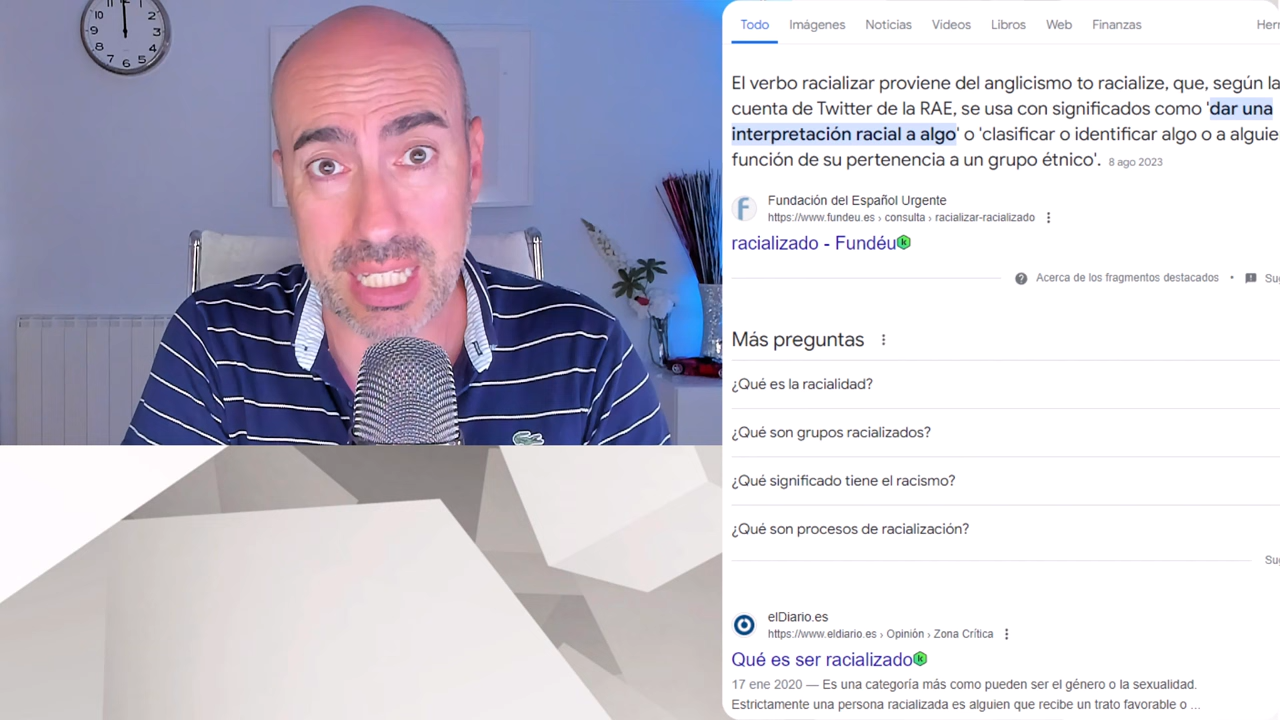 Todo Imágenes Noticias Videos Libros Web Finanzas
El verbo racializar proviene del anglicismo to racialize, que, según la
cuenta de Twitter de la RAE, se usa con significados como 'dar una
interpretación racial a algo' o 'clasificar o identificar algo o a alguie
función de su pertenencia a un grupo étnico'. 8 ago 2023
Fundación del Español Urgente
https://www.fundeu.es › consulta › racializar-racializado
racializado - Fundéu
Acerca de los fragmentos destacados
Más preguntas
¿Qué es la racialidad?
¿Qué son grupos racializados?
¿Qué significado tiene el racismo?
¿Qué son procesos de racialización?
elDiario.es
https://www.eldiario.es › Opinión › Zona Crítica
Qué es ser racializado
17 ene 2020 — Es una categoría más como pueden ser el género o la sexualidad.
Estrictamente una persona racializada es alguien que recibe un trato favorable o ...